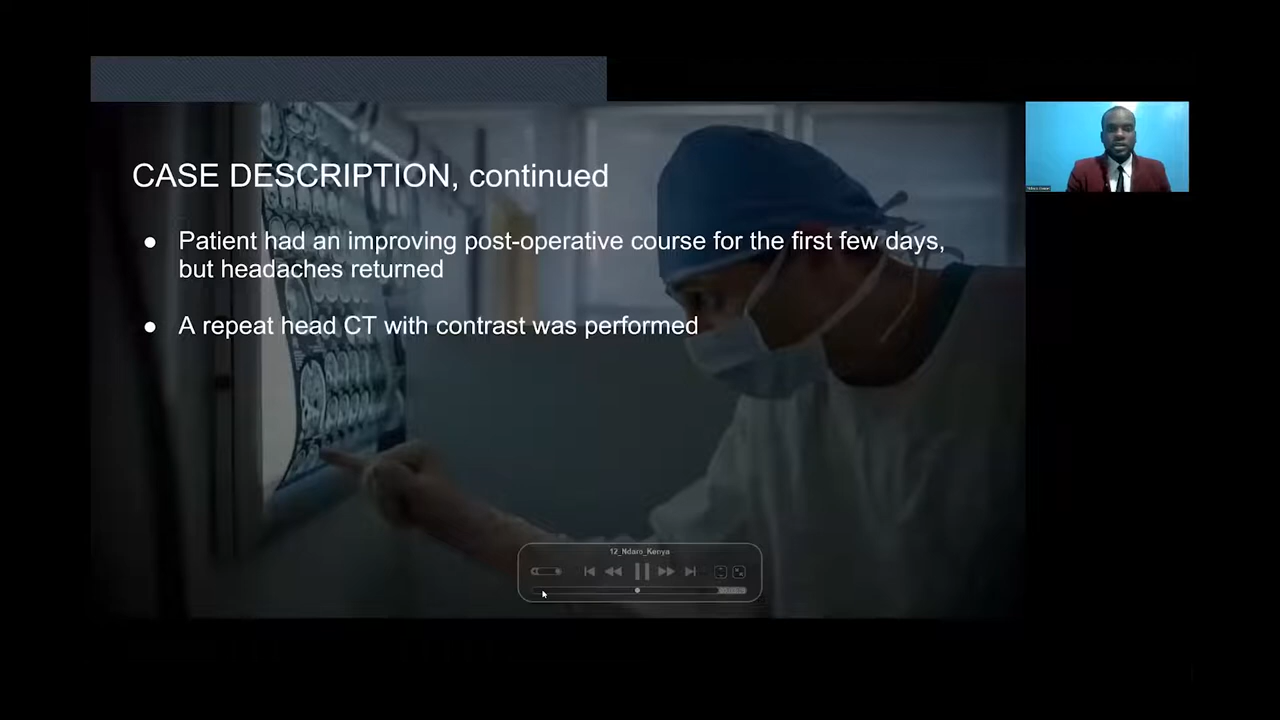 CASE DESCRIPTION, continued
● Patient had an improving post-operative course for the first few days,
but headaches returned
● A repeat head CT with contrast was performed
12_Ndaro_Kenya